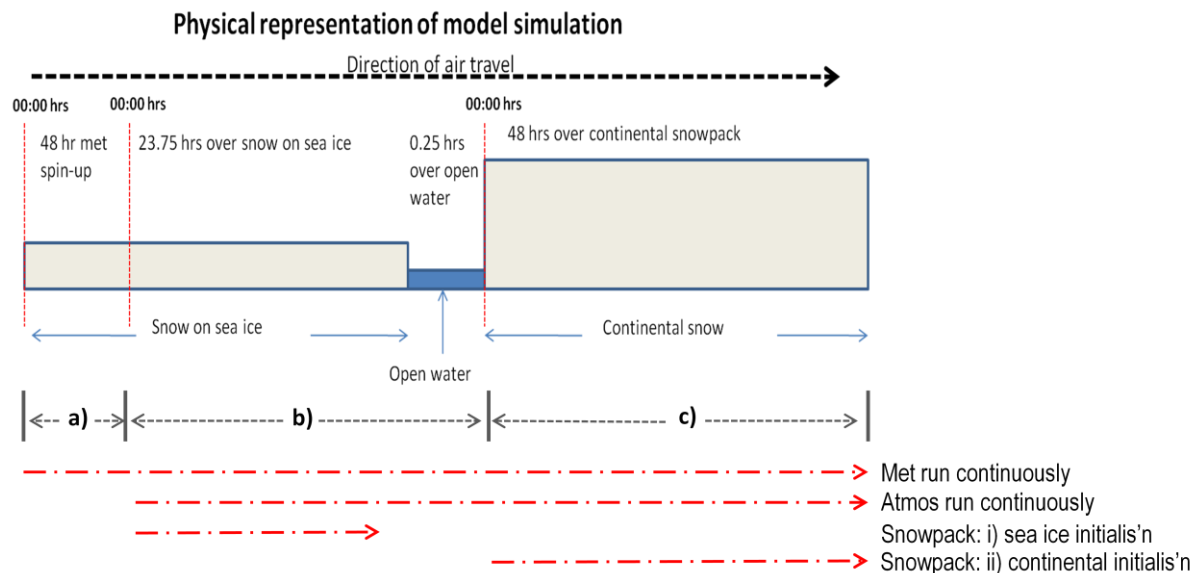 Physical representation of model simulation
Direction of air travel
00:00 hrs
00:00 hrs
00:00 hrs
48 hr met
spin-up
23.75 hrs over snow on sea ice
0.25 hrs
over open
water
48 hrs over continental snowpack
Snow on sea ice
Continental snow
Open water
a)
b)
c)
Met run continuously
Atmos run continuously
Snowpack: i) sea ice initialis'n
Snowpack: ii) continental initialis'n